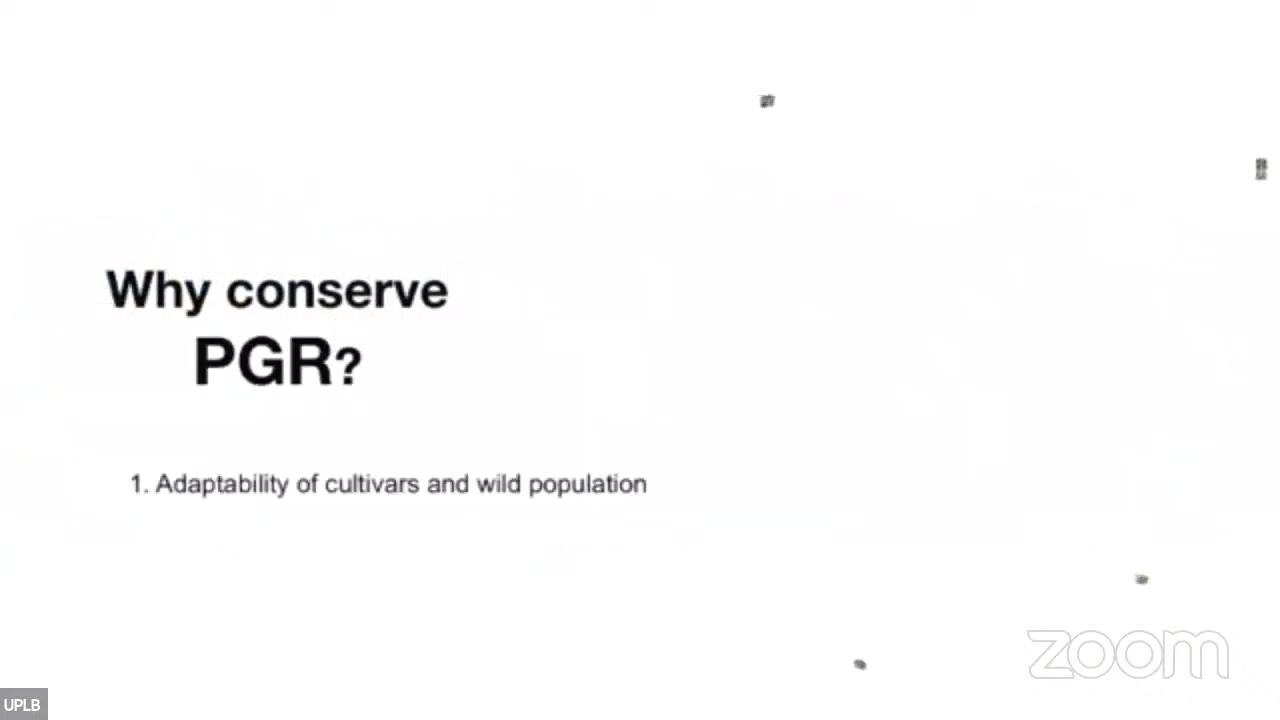 Why conserve
PGR?
1. Adaptability of cultivars and wild population
zoom
UPLB